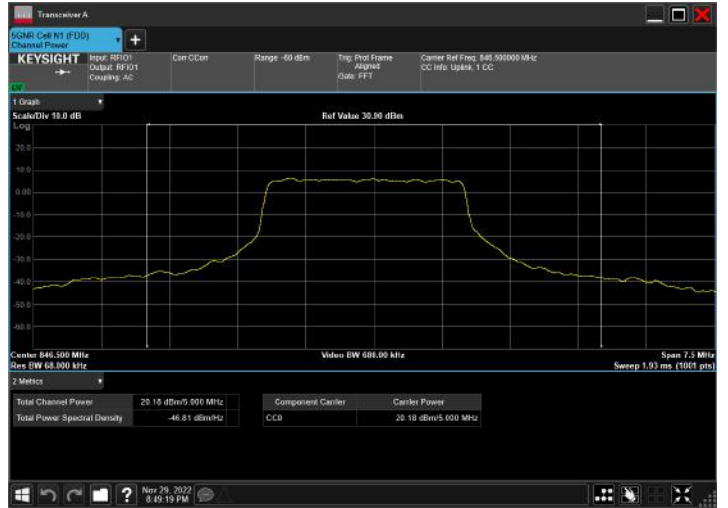 Transceiver A
5GNR Cell N1 (FDD)
Channel Power
+
KEYSIGHT
Input: RFIO1
Output: RFIO1
Coupling: AC
Corr CCorr
Range -60 dBm
Trig: Prot Frame
Aligned
Gate: FFT
Carrier Ref Freq: 846.500000 MHz
CC Info: Uplink, 1 CC
1 Graph
Scale/Div 10.0 dB
Ref Value 30.00 dBm
Log
20.0
10.0
0.00
-10.0
-20.0
-30.0
-40.0
-50.0
-60.0
Center 846.500 MHz
Video BW 680.00 kHz
Span 7.5 MHz
Res BW 68.000 kHz
Sweep 1.93 ms (1001 pts)
2 Metrics
Total Channel Power 20.18 dBm/5.000 MHz
Total Power Spectral Density -46.81 dBm/Hz
Component Carrier Carrier Power
CC0 20.18 dBm/5.000 MHz
?
Nov 29, 2022
8:49:19 PM